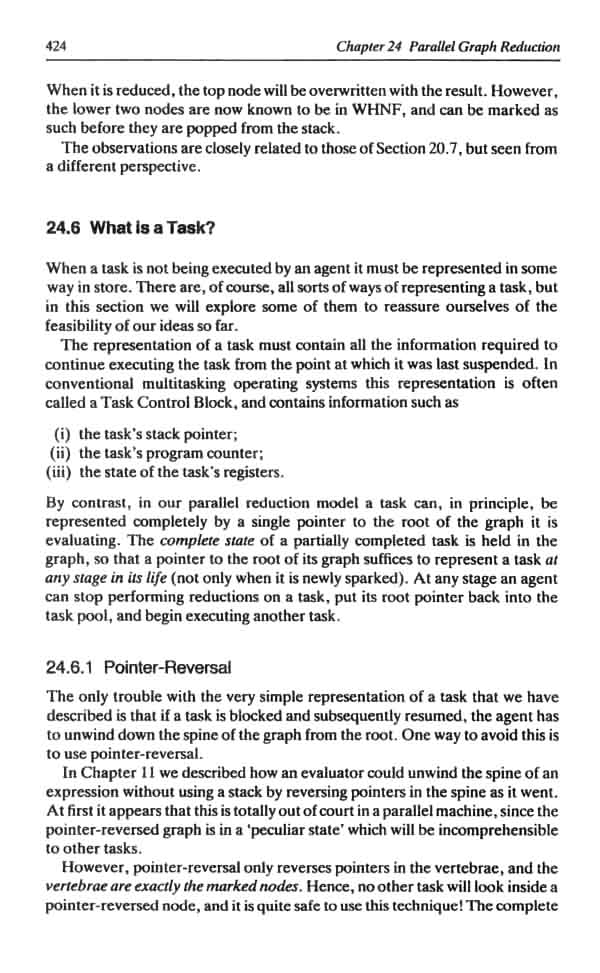 424 Chapter 24 Parallel Graph Reduction
When it is reduced, the top node will be overwritten with the result. However,
the lower two nodes are now known to be in WHNF, and can be marked as
such before they are popped from the stack.
The observations are closely related to those of Section 20.7, but seen from
a different perspective.
24.6 What is a Task?
When a task is not being executed by an agent it must be represented in some
way in store. There are, of course, all sorts of ways of representing a task, but
in this section we will explore some of them to reassure ourselves of the
feasibility of our ideas so far.
The representation of a task must contain all the information required to
continue executing the task from the point at which it was last suspended. In
conventional multitasking operating systems this representation is often
called a Task Control Block, and contains information such as
(i) the task's stack pointer;
(ii) the task's program counter;
(iii) the state of the task's registers.
By contrast, in our parallel reduction model a task can, in principle, be
represented completely by a single pointer to the root of the graph it is
evaluating. The complete state of a partially completed task is held in the
graph, so that a pointer to the root of its graph suffices to represent a task at
any stage in its life (not only when it is newly sparked). At any stage an agent
can stop performing reductions on a task, put its root pointer back into the
task pool, and begin executing another task.
24.6.1 Pointer-Reversal
The only trouble with the very simple representation of a task that we have
described is that if a task is blocked and subsequently resumed, the agent has
to unwind down the spine of the graph from the root. One way to avoid this is
to use pointer-reversal.
In Chapter 11 we described how an evaluator could unwind the spine of an
expression without using a stack by reversing pointers in the spine as it went.
At first it appears that this is totally out of court in a parallel machine, since the
pointer-reversed graph is in a 'peculiar state' which will be incomprehensible
to other tasks.
However, pointer-reversal only reverses pointers in the vertebrae, and the
vertebrae are exactly the marked nodes. Hence, no other task will look inside a
pointer-reversed node, and it is quite safe to use this technique! The complete